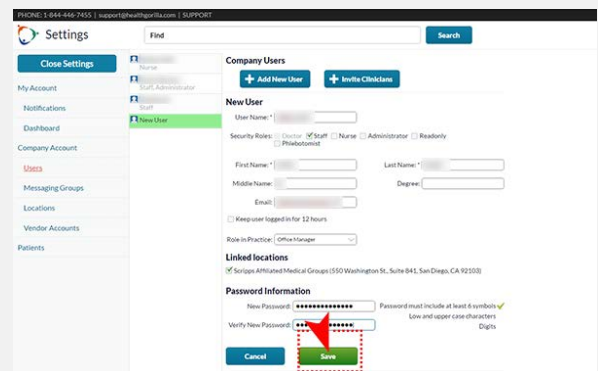 PHONE: 1-844-446-7455 | support@healthgorilla.com | SUPPORT
Settings
Find
Search
Close Settings
My Account
Notifications
Dashboard
Company Account
Users
Messaging Groups
Locations
Vendor Accounts
Patients
Nurse
Staff, Administrator
Staff
New User
Company Users
+ Add New User
+ Invite Clinicians
New User
User Name: *
Security Roles: Doctor Staff Nurse Administrator Readonly
Phlebotomist
First Name: * Last Name: *
Middle Name: Degree:
Email:
Keep user logged in for 12 hours
Role in Practice: Office Manager
Linked locations
Scripps Affiliated Medical Groups (550 Washington St., Suite 841, San Diego, CA 92103)
Password Information
New Password: Password must include at least 6 symbols
Low and upper case characters
Verify New Password: Digits
Cancel
Save